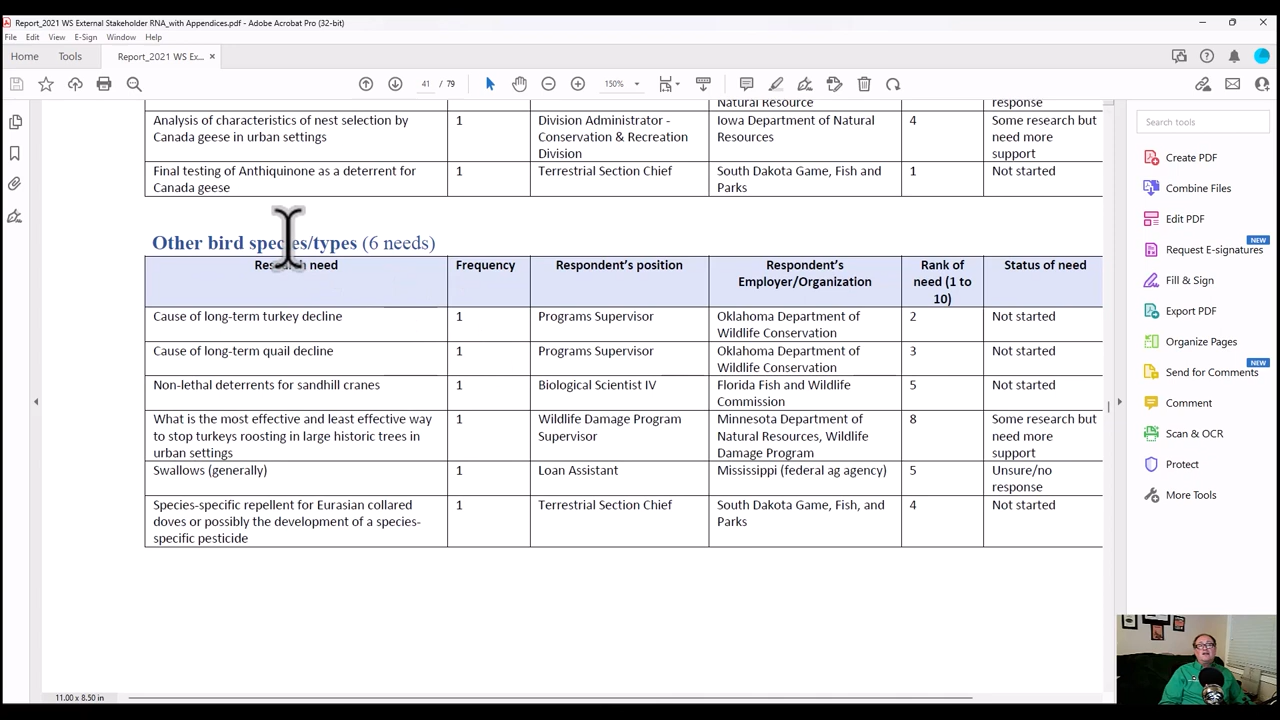 Report_2021 WS External Stakeholder RNA_with Appendices.pdf - Adobe Acrobat Pro (32-bit)
File Edit View E-Sign Window Help
Home Tools Report_2021 WS Ex... ×
41 / 79 150%
Search tools
Natural Resource response
Analysis of characteristics of nest selection by 1 Division Administrator - Iowa Department of Natural 4 Some research but
Canada geese in urban settings Conservation & Recreation Resources need more
Division support
Final testing of Anthiquinone as a deterrent for 1 Terrestrial Section Chief South Dakota Game, Fish and 1 Not started
Canada geese Parks
Other bird species/types (6 needs)
Research need Frequency Respondent's position Respondent's Rank of Status of need
Employer/Organization need (1 to
10)
Cause of long-term turkey decline 1 Programs Supervisor Oklahoma Department of 2 Not started
Wildlife Conservation
Cause of long-term quail decline 1 Programs Supervisor Oklahoma Department of 3 Not started
Wildlife Conservation
Non-lethal deterrents for sandhill cranes 1 Biological Scientist IV Florida Fish and Wildlife 5 Not started
Commission
What is the most effective and least effective way 1 Wildlife Damage Program Minnesota Department of 8 Some research but
to stop turkeys roosting in large historic trees in Supervisor Natural Resources, Wildlife need more
urban settings Damage Program support
Swallows (generally) 1 Loan Assistant Mississippi (federal ag agency) 5 Unsure/no
response
Species-specific repellent for Eurasian collared 1 Terrestrial Section Chief South Dakota Game, Fish, and 4 Not started
doves or possibly the development of a species- Parks
specific pesticide
Create PDF
Combine Files
Edit PDF
NEW
Request E-signatures
Fill & Sign
Export PDF
Organize Pages
NEW
Send for Comments
Comment
Scan & OCR
Protect
More Tools
11.00 x 8.50 in